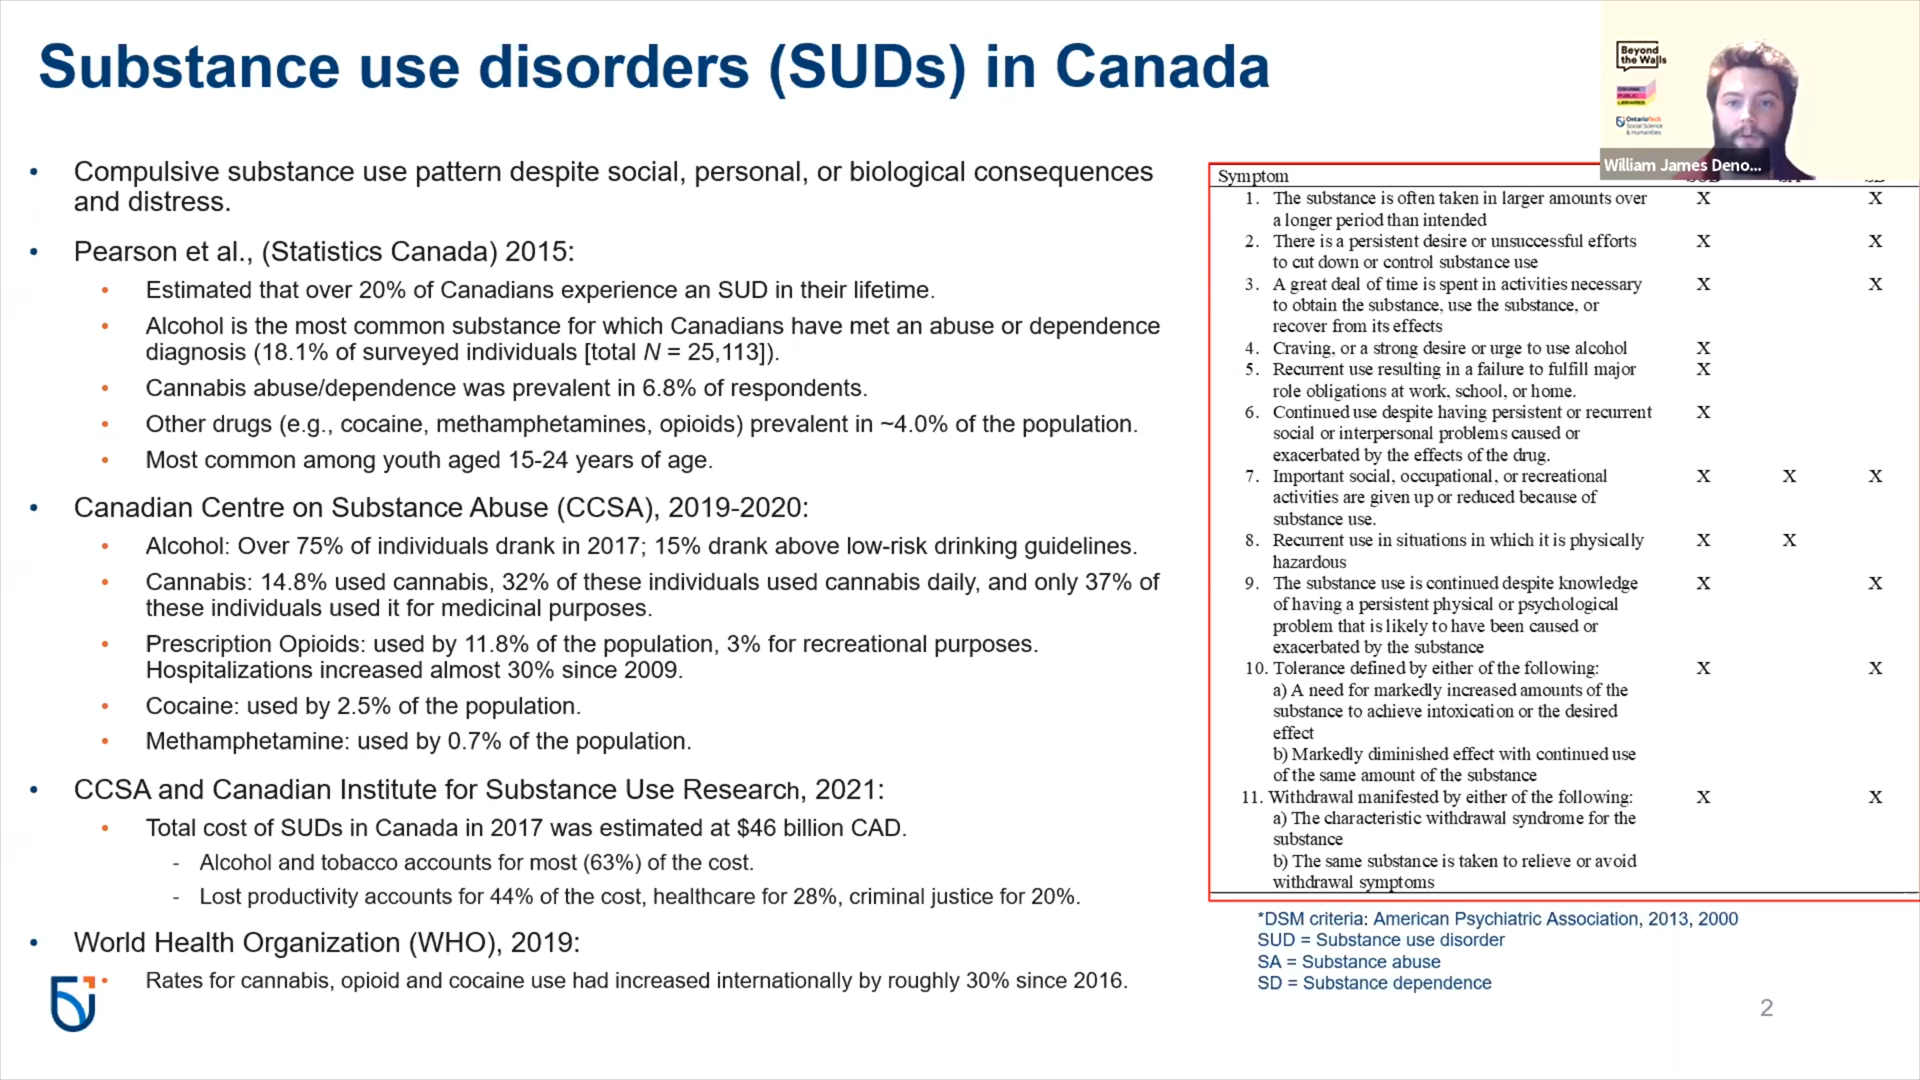 Substance use disorders (SUDs) in Canada
Beyond
the Walls
OSHAWA
PUBLIC
LIBRARIES
OntarioTech
Social Science
& Humanities
William James Deno...
• Compulsive substance use pattern despite social, personal, or biological consequences
and distress.
• Pearson et al., (Statistics Canada) 2015:
• Estimated that over 20% of Canadians experience an SUD in their lifetime.
• Alcohol is the most common substance for which Canadians have met an abuse or dependence
diagnosis (18.1% of surveyed individuals [total N = 25,113]).
• Cannabis abuse/dependence was prevalent in 6.8% of respondents.
• Other drugs (e.g., cocaine, methamphetamines, opioids) prevalent in ~4.0% of the population.
• Most common among youth aged 15-24 years of age.
• Canadian Centre on Substance Abuse (CCSA), 2019-2020:
• Alcohol: Over 75% of individuals drank in 2017; 15% drank above low-risk drinking guidelines.
• Cannabis: 14.8% used cannabis, 32% of these individuals used cannabis daily, and only 37% of
these individuals used it for medicinal purposes.
• Prescription Opioids: used by 11.8% of the population, 3% for recreational purposes.
Hospitalizations increased almost 30% since 2009.
• Cocaine: used by 2.5% of the population.
• Methamphetamine: used by 0.7% of the population.
• CCSA and Canadian Institute for Substance Use Research, 2021:
• Total cost of SUDs in Canada in 2017 was estimated at $46 billion CAD.
- Alcohol and tobacco accounts for most (63%) of the cost.
- Lost productivity accounts for 44% of the cost, healthcare for 28%, criminal justice for 20%.
• World Health Organization (WHO), 2019:
• Rates for cannabis, opioid and cocaine use had increased internationally by roughly 30% since 2016.
Symptom
1. The substance is often taken in larger amounts over X X
a longer period than intended
2. There is a persistent desire or unsuccessful efforts X X
to cut down or control substance use
3. A great deal of time is spent in activities necessary X X
to obtain the substance, use the substance, or
recover from its effects
4. Craving, or a strong desire or urge to use alcohol X
5. Recurrent use resulting in a failure to fulfill major X
role obligations at work, school, or home.
6. Continued use despite having persistent or recurrent X
social or interpersonal problems caused or
exacerbated by the effects of the drug.
7. Important social, occupational, or recreational X X X
activities are given up or reduced because of
substance use.
8. Recurrent use in situations in which it is physically X X
hazardous
9. The substance use is continued despite knowledge X X
of having a persistent physical or psychological
problem that is likely to have been caused or
exacerbated by the substance
10. Tolerance defined by either of the following: X X
a) A need for markedly increased amounts of the
substance to achieve intoxication or the desired
effect
b) Markedly diminished effect with continued use
of the same amount of the substance
11. Withdrawal manifested by either of the following: X X
a) The characteristic withdrawal syndrome for the
substance
b) The same substance is taken to relieve or avoid
withdrawal symptoms
*DSM criteria: American Psychiatric Association, 2013, 2000
SUD = Substance use disorder
SA = Substance abuse
SD = Substance dependence
2